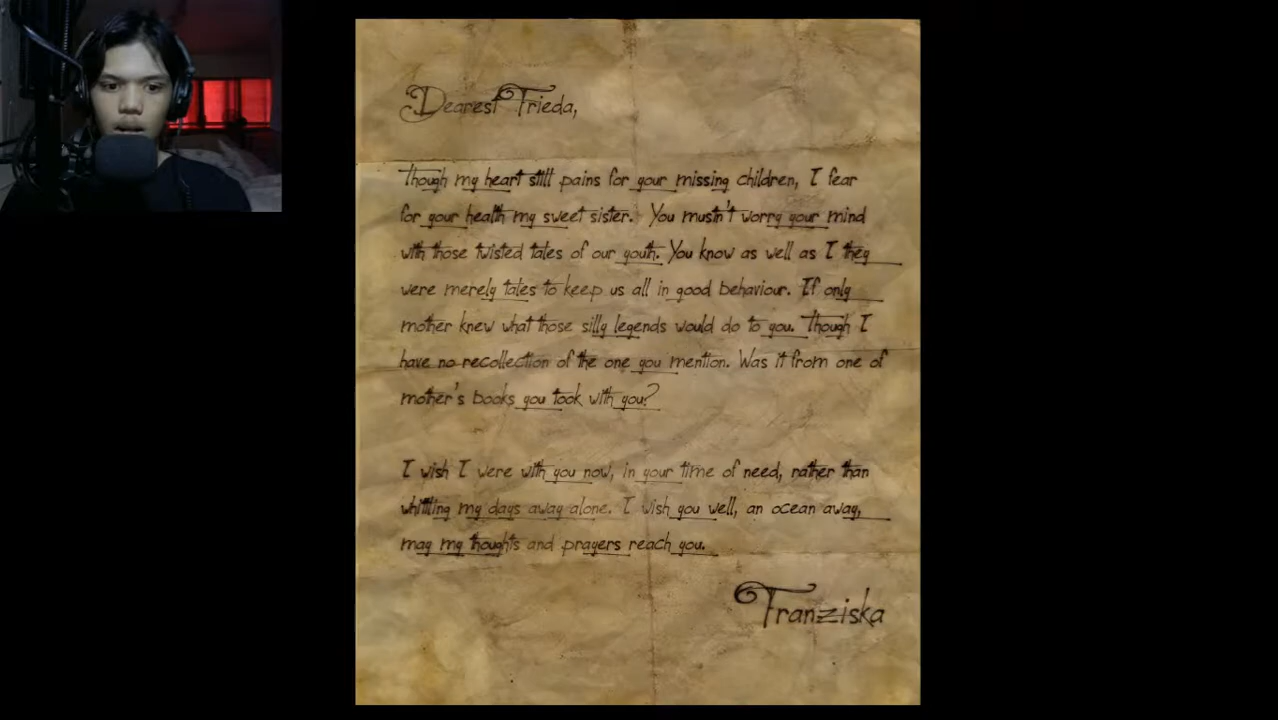 Dearest Frieda,
Though my heart still pains for your missing children, I fear
for your health my sweet sister. You mustn't worry your mind
with those twisted tales of our youth. You know as well as I they
were merely tales to keep us all in good behaviour. If only
mother knew what those silly legends would do to you. Though I
have no recollection of the one you mention. Was it from one of
mother's books you took with you?
I wish I were with you now, in your time of need, rather than
whittling my days away alone. I wish you well, an ocean away,
may my thoughts and prayers reach you.
Franziska